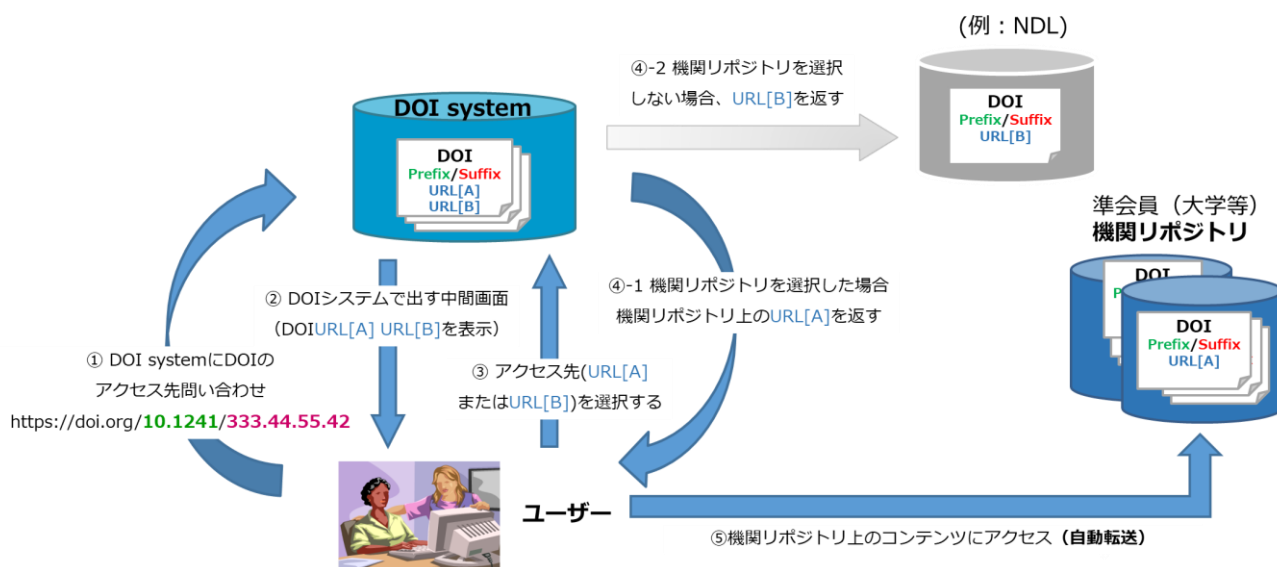 (例：NDL)
④-2 機関リポジトリを選択
しない場合、URL[B]を返す
DOI system
DOI
Prefix/Suffix
URL[A]
URL[B]
DOI
Prefix/Suffix
URL[B]
準会員（大学等）
機関リポジトリ
DOI
P
DOI
Prefix/Suffix
URL[A]
② DOIシステムで出す中間画面
（DOIURL[A] URL[B]を表示）
④-1 機関リポジトリを選択した場合
機関リポジトリ上のURL[A]を返す
① DOI systemにDOIの
アクセス先問い合わせ
https://doi.org/10.1241/333.44.55.42
③ アクセス先(URL[A]
またはURL[B])を選択する
ユーザー
⑤機関リポジトリ上のコンテンツにアクセス（自動転送）